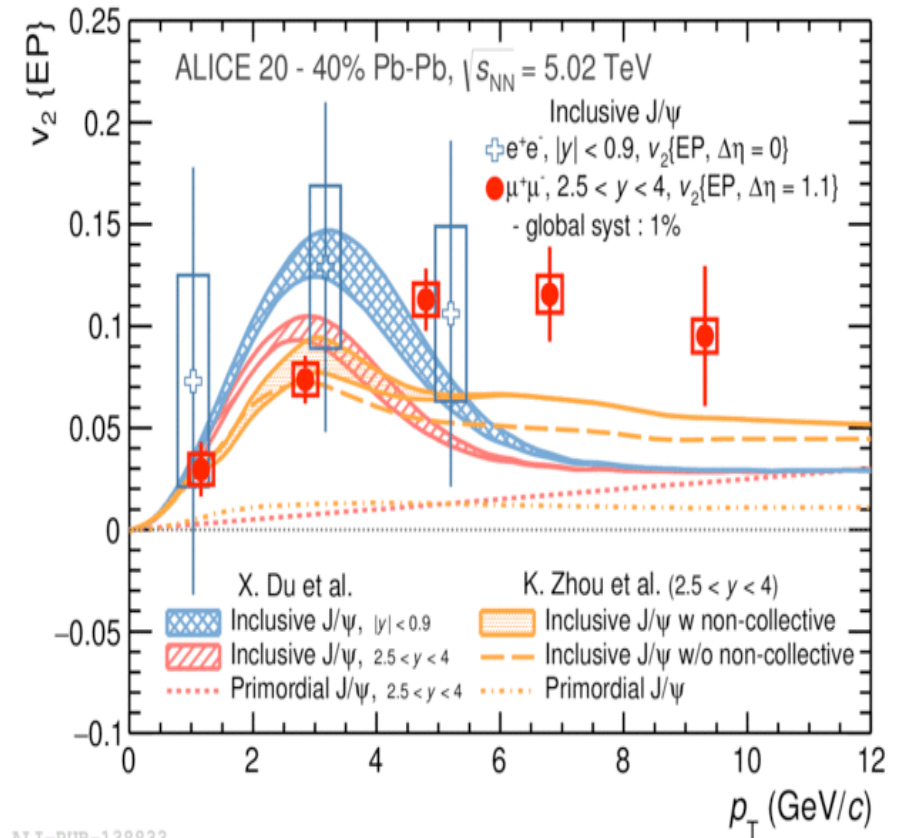 0.25
0.2
0.15
0.1
0.05
0
−0.05
−0.1
v₂ {EP}
ALICE 20 - 40% Pb-Pb, √sNN = 5.02 TeV
Inclusive J/ψ
e⁺e⁻, |y| < 0.9, v₂{EP, Δη = 0}
μ⁺μ⁻, 2.5 < y < 4, v₂{EP, Δη = 1.1}
- global syst : 1%
X. Du et al.
Inclusive J/ψ, |y| < 0.9
Inclusive J/ψ, 2.5 < y < 4
Primordial J/ψ, 2.5 < y < 4
K. Zhou et al. (2.5 < y < 4)
Inclusive J/ψ w non-collective
Inclusive J/ψ w/o non-collective
Primordial J/ψ
0 2 4 6 8 10 12
pT (GeV/c)